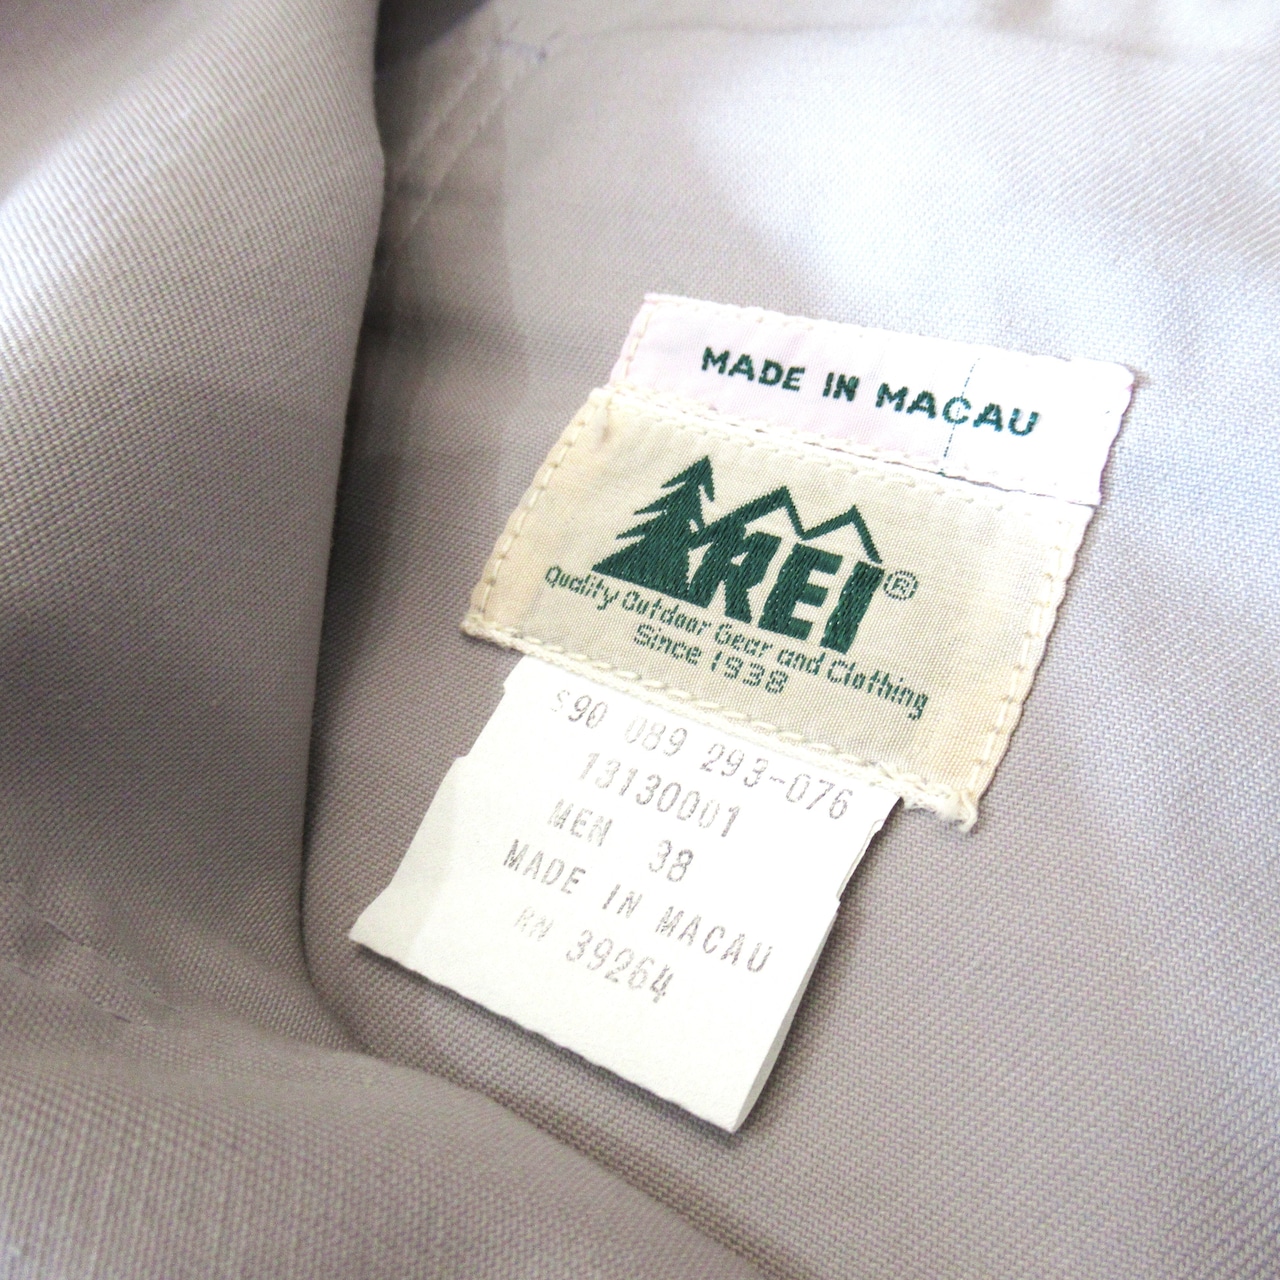 MADE IN MACAU
REI®
Quality Outdoor Gear and Clothing
Since 1938
S90 089 293-076
13130001
MEN 38
MADE IN MACAU
RN 39264